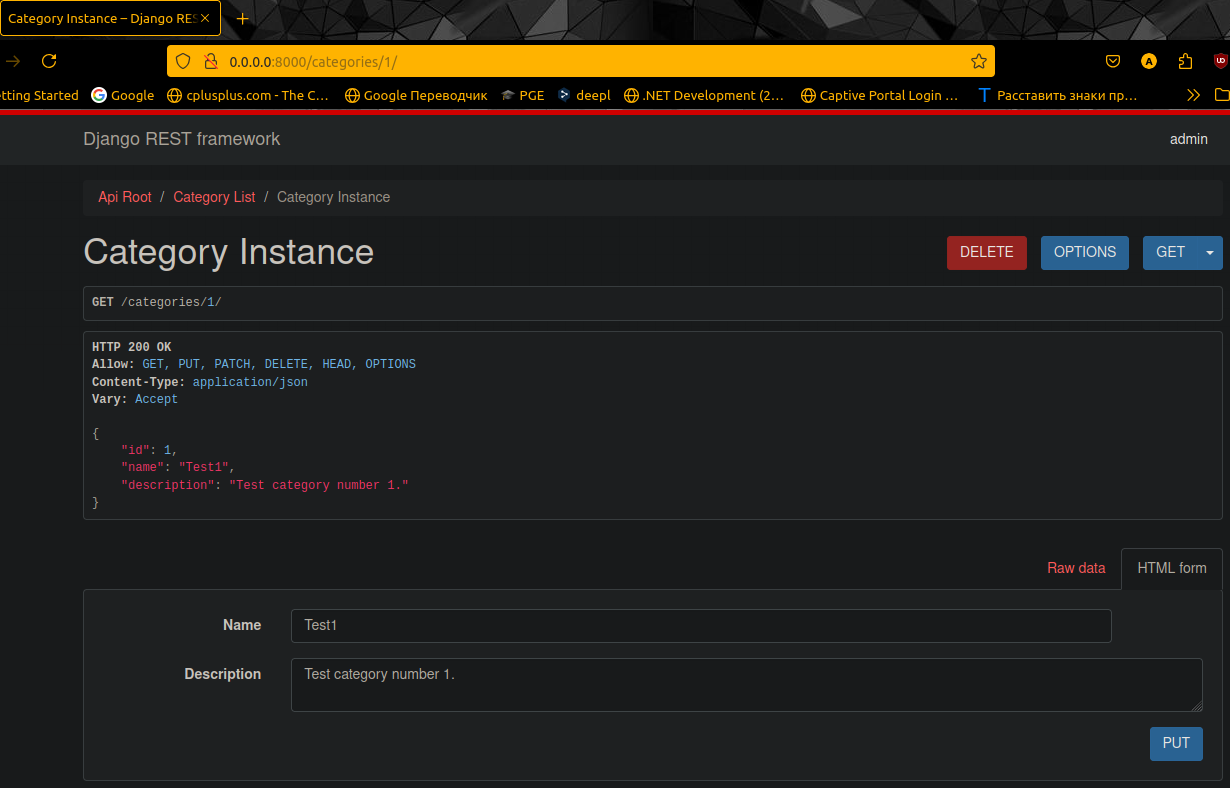 Category Instance – Django RES
0.0.0.0:8000/categories/1/
A
tting Started Google cplusplus.com - The C… Google Переводчик PGE deepl .NET Development (2… Captive Portal Login … T Расставить знаки пр…
Django REST framework admin
Api Root / Category List / Category Instance
Category Instance DELETE OPTIONS GET
GET /categories/1/
HTTP 200 OK
Allow: GET, PUT, PATCH, DELETE, HEAD, OPTIONS
Content-Type: application/json
Vary: Accept
{
"id": 1,
"name": "Test1",
"description": "Test category number 1."
}
Raw data HTML form
Name Test1
Description Test category number 1.
PUT